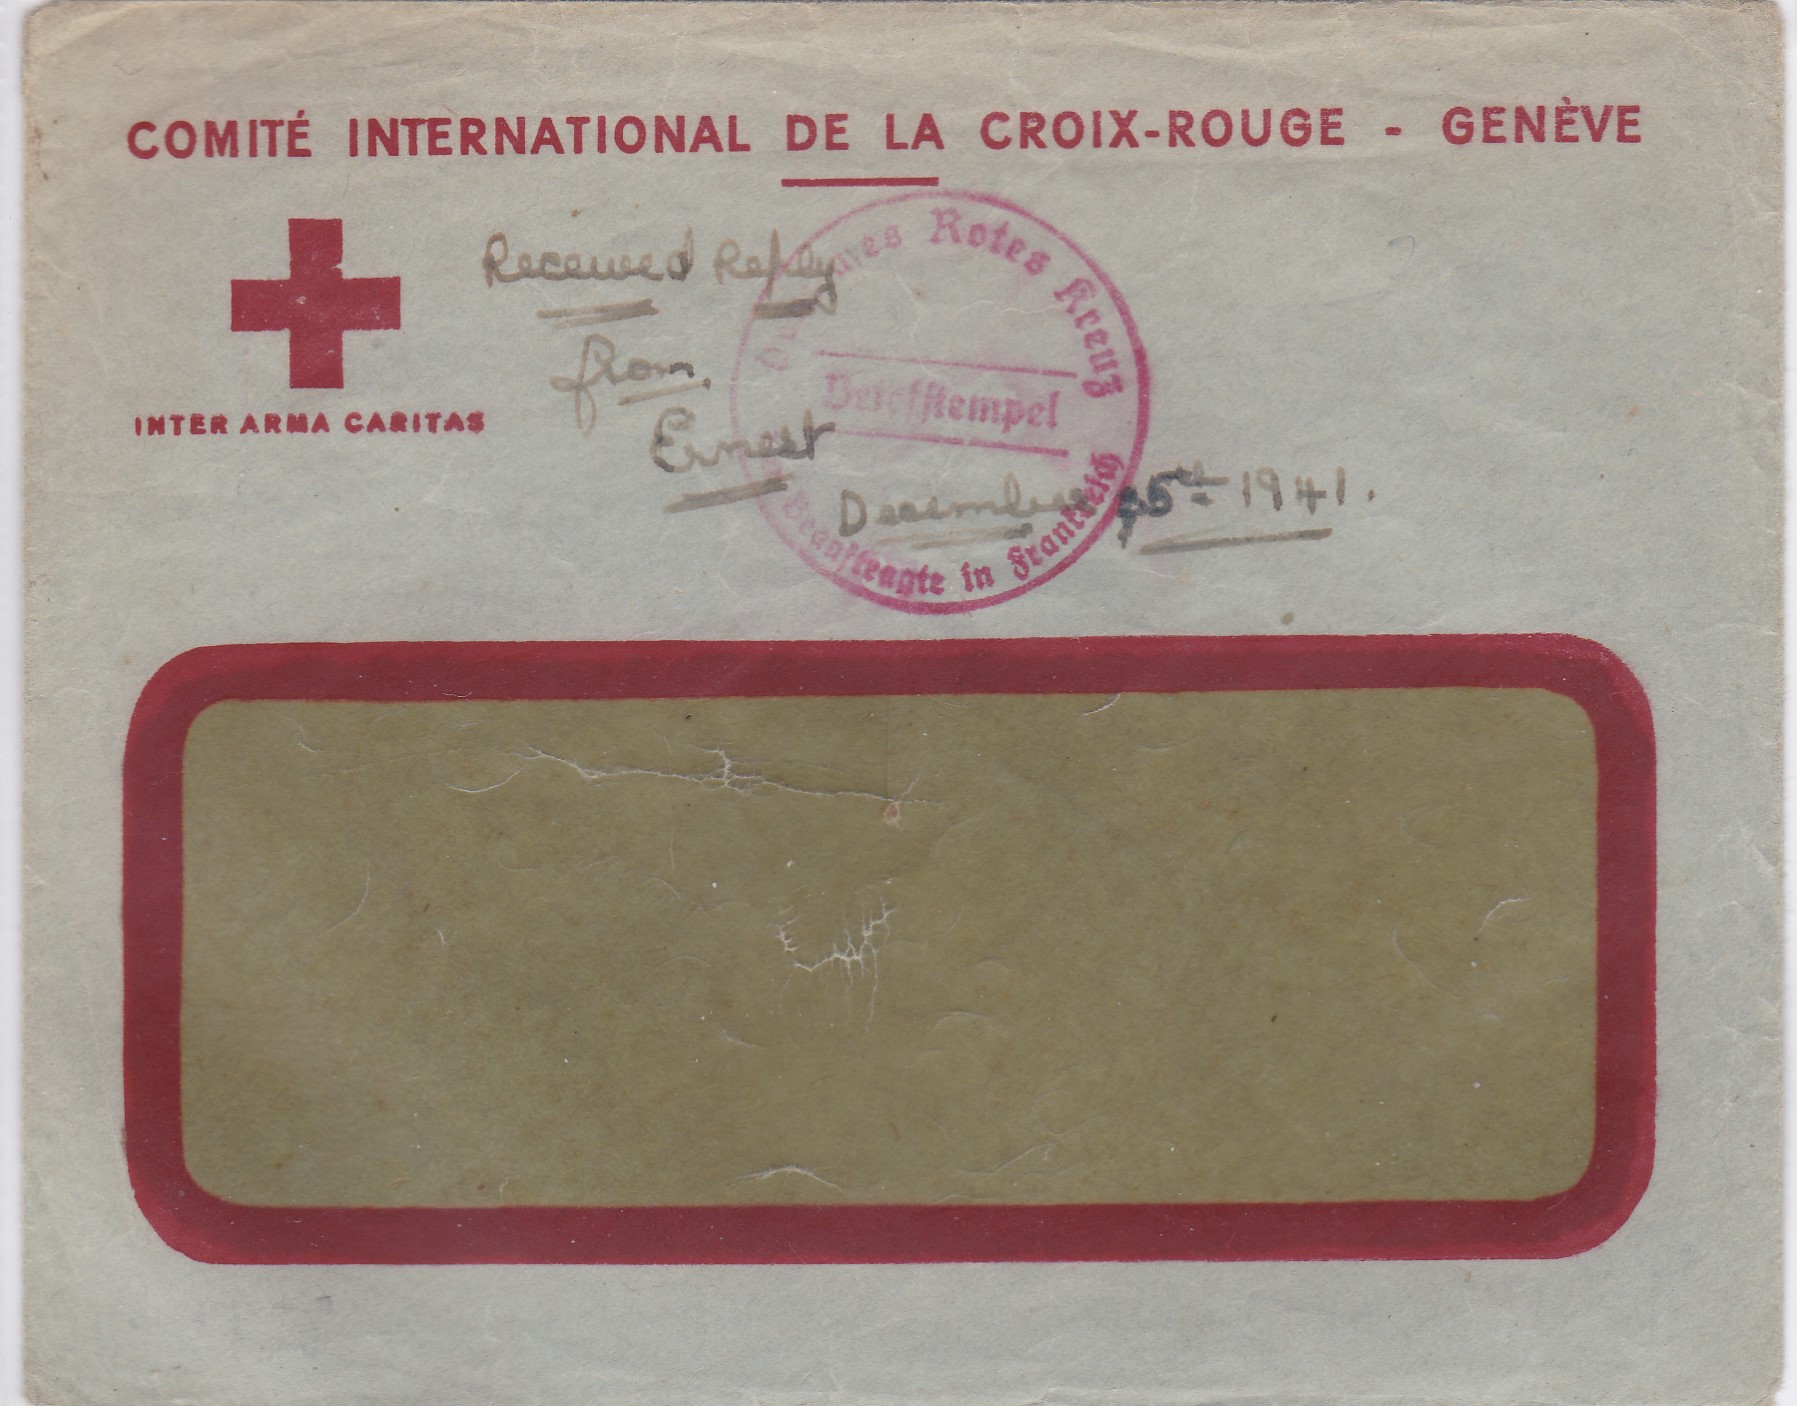 COMITÉ INTERNATIONAL DE LA CROIX-ROUGE - GENÈVE
INTER ARMA CARITAS
Received Reply
from
Ernest
December 1941.
Rotes Kreuz
Briefstempel
Beauftragte in Frankreich